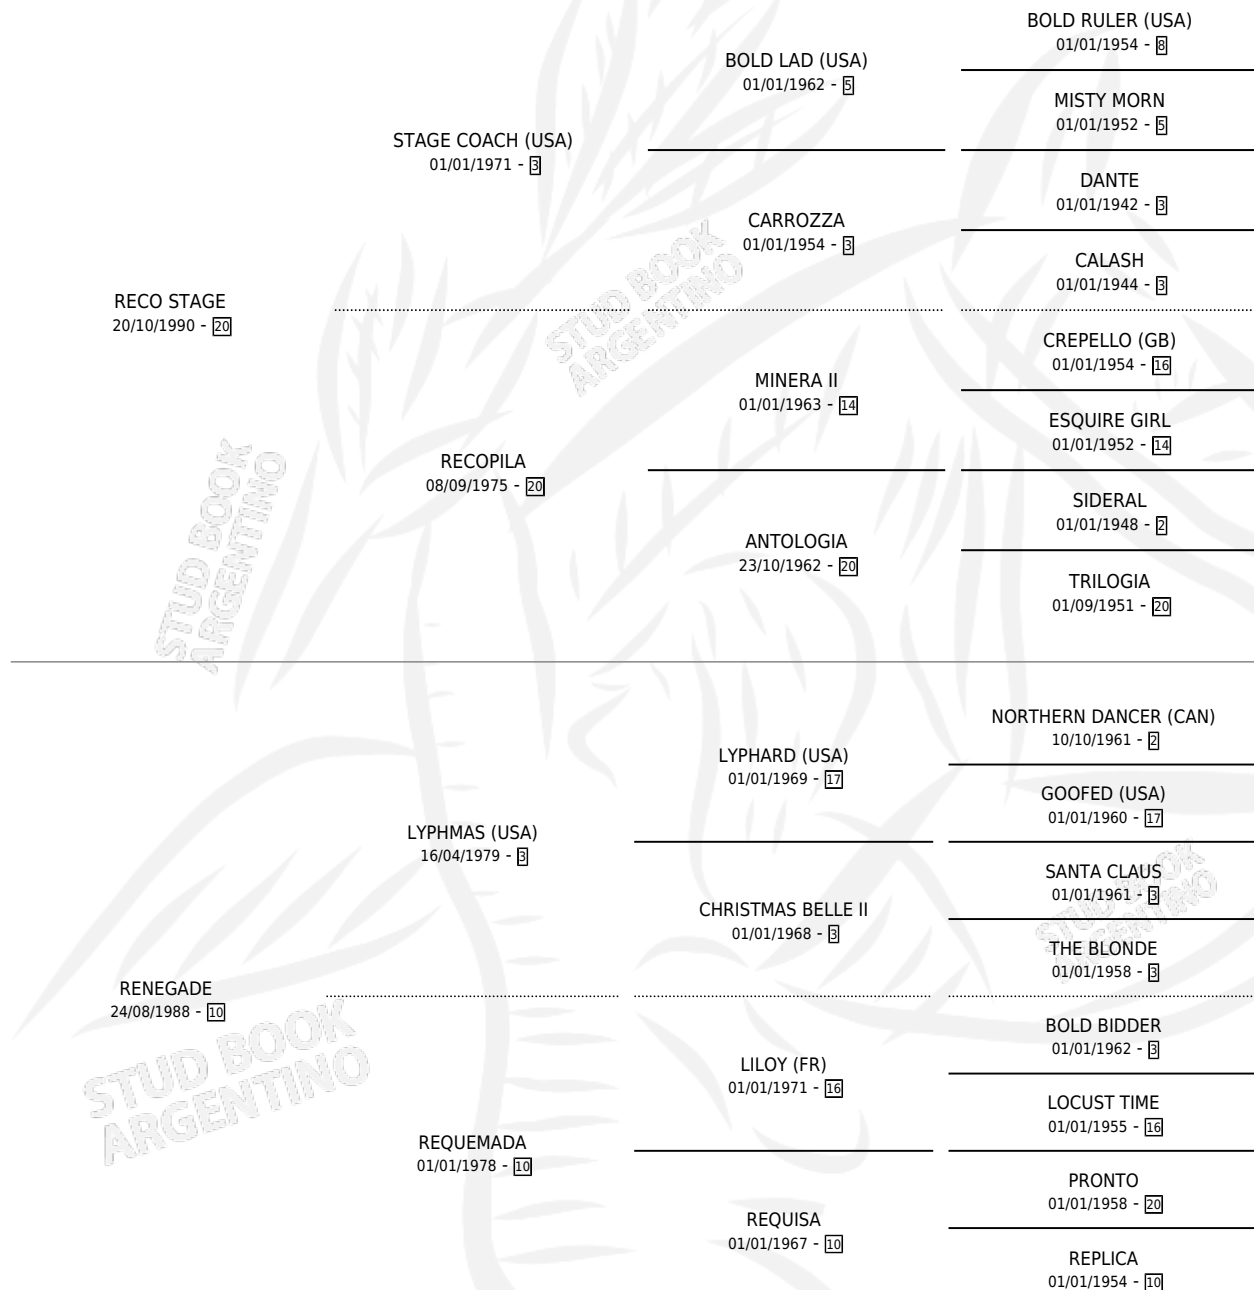 BOLD RULER (USA)
01/01/1954 - 8
BOLD LAD (USA)
01/01/1962 - 5
MISTY MORN
01/01/1952 - 5
STAGE COACH (USA)
01/01/1971 - 3
DANTE
01/01/1942 - 3
CARROZZA
01/01/1954 - 3
CALASH
01/01/1944 - 3
RECO STAGE
20/10/1990 - 20
CREPELLO (GB)
01/01/1954 - 16
MINERA II
01/01/1963 - 14
ESQUIRE GIRL
01/01/1952 - 14
RECOPILA
08/09/1975 - 20
SIDERAL
01/01/1948 - 2
ANTOLOGIA
23/10/1962 - 20
TRILOGIA
01/09/1951 - 20
STUD BOOK
ARGENTINO
STUD BOOK
ARGENTINO
NORTHERN DANCER (CAN)
10/10/1961 - 2
LYPHARD (USA)
01/01/1969 - 17
GOOFED (USA)
01/01/1960 - 17
LYPHMAS (USA)
16/04/1979 - 3
SANTA CLAUS
01/01/1961 - 3
CHRISTMAS BELLE II
01/01/1968 - 3
THE BLONDE
01/01/1958 - 3
RENEGADE
24/08/1988 - 10
BOLD BIDDER
01/01/1962 - 3
LILOY (FR)
01/01/1971 - 16
LOCUST TIME
01/01/1955 - 16
REQUEMADA
01/01/1978 - 10
PRONTO
01/01/1958 - 20
REQUISA
01/01/1967 - 10
REPLICA
01/01/1954 - 10
STUD BOOK
ARGENTINO
STUD BOOK
ARGENTINO